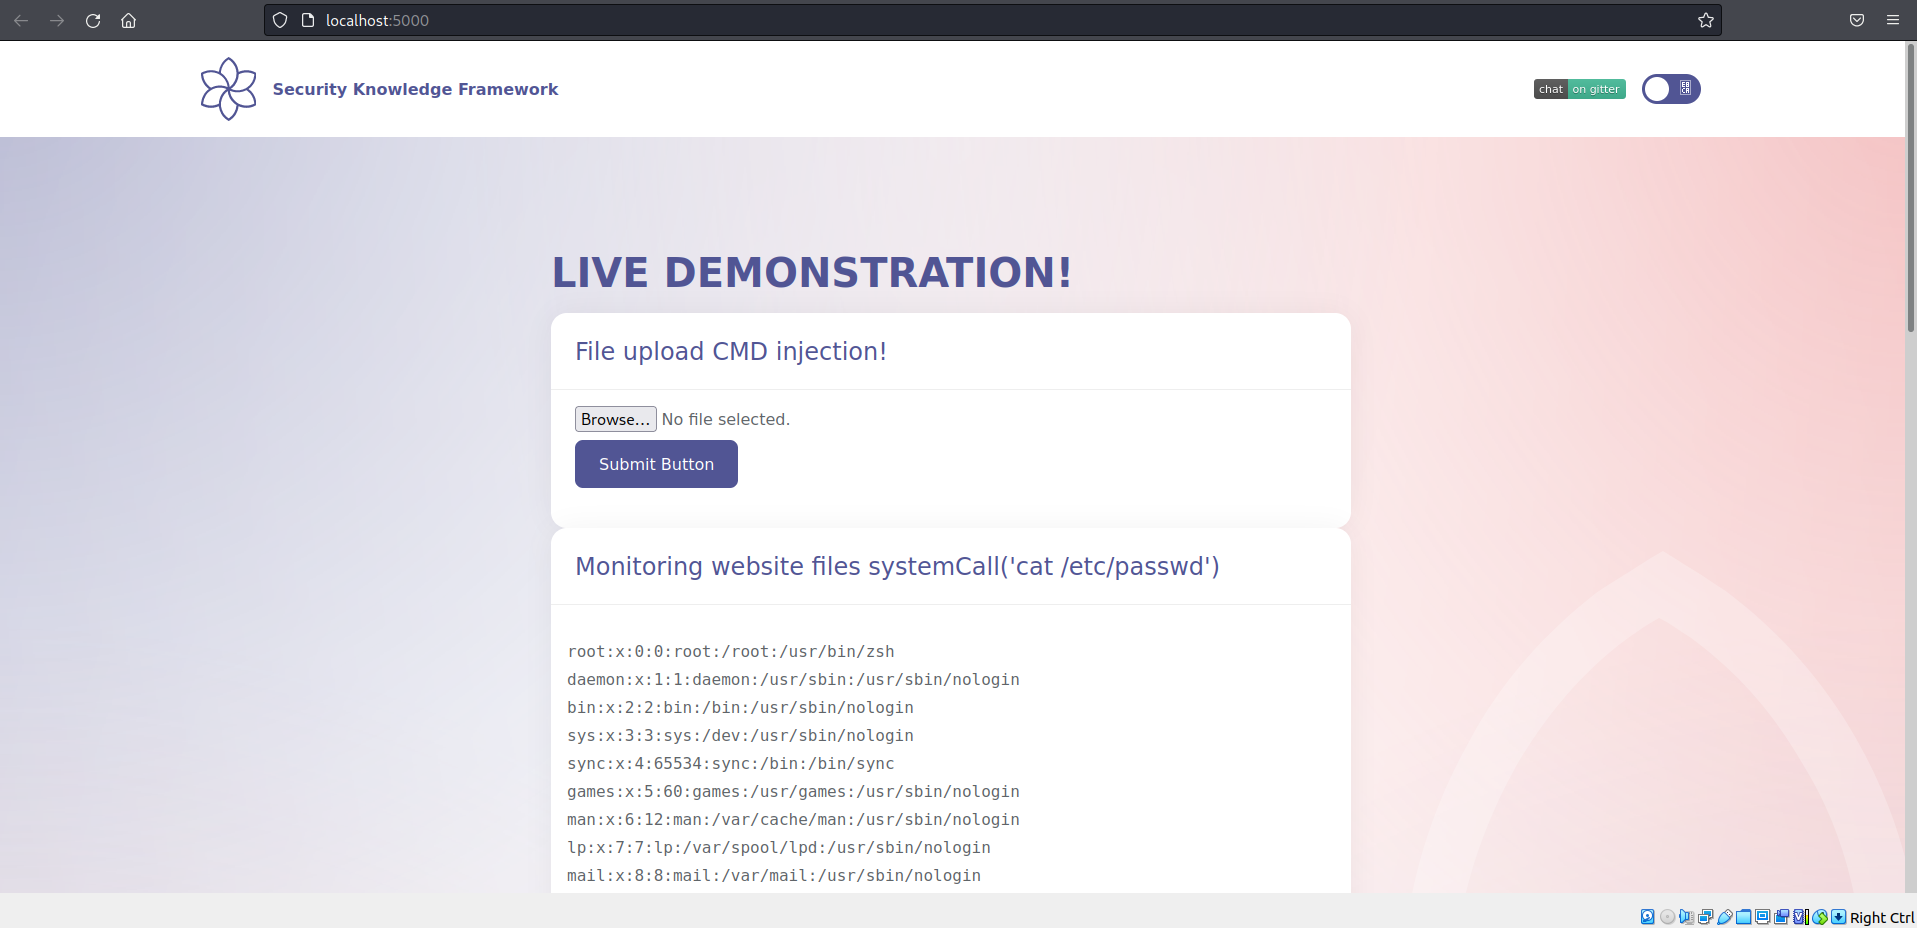 localhost:5000
Security Knowledge Framework
chat on gitter
LIVE DEMONSTRATION!
File upload CMD injection!
Browse... No file selected.
Submit Button
Monitoring website files systemCall('cat /etc/passwd')
root:x:0:0:root:/root:/usr/bin/zsh
daemon:x:1:1:daemon:/usr/sbin:/usr/sbin/nologin
bin:x:2:2:bin:/bin:/usr/sbin/nologin
sys:x:3:3:sys:/dev:/usr/sbin/nologin
sync:x:4:65534:sync:/bin:/bin/sync
games:x:5:60:games:/usr/games:/usr/sbin/nologin
man:x:6:12:man:/var/cache/man:/usr/sbin/nologin
lp:x:7:7:lp:/var/spool/lpd:/usr/sbin/nologin
mail:x:8:8:mail:/var/mail:/usr/sbin/nologin
Right Ctrl